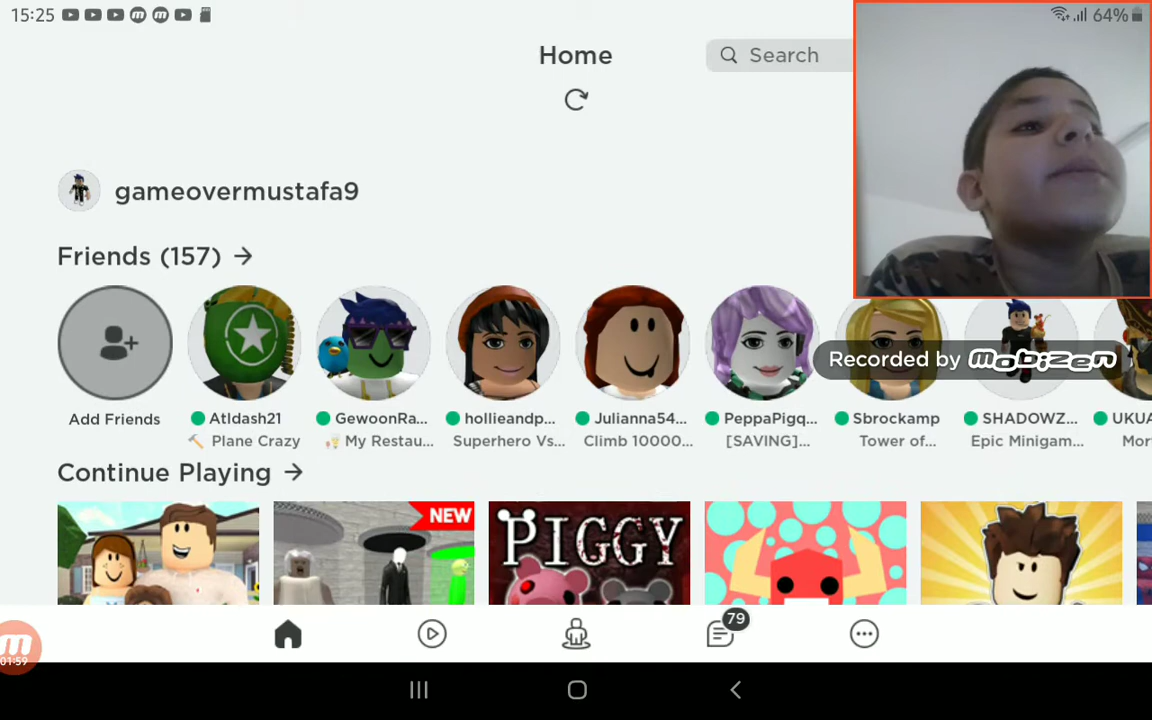 15:25
64%
Home
Search
gameovermustafa9
Friends (157)
Recorded by mobizen
Add Friends
Atldash21
GewoonRa...
hollieandp...
Julianna54...
PeppaPigq...
Sbrockamp
SHADOWZ...
UKUA
Plane Crazy
My Restau...
Superhero Vs...
Climb 10000...
[SAVING]...
Tower of...
Epic Minigam...
Mor
Continue Playing
NEW
PIGGY
79
m
01:59